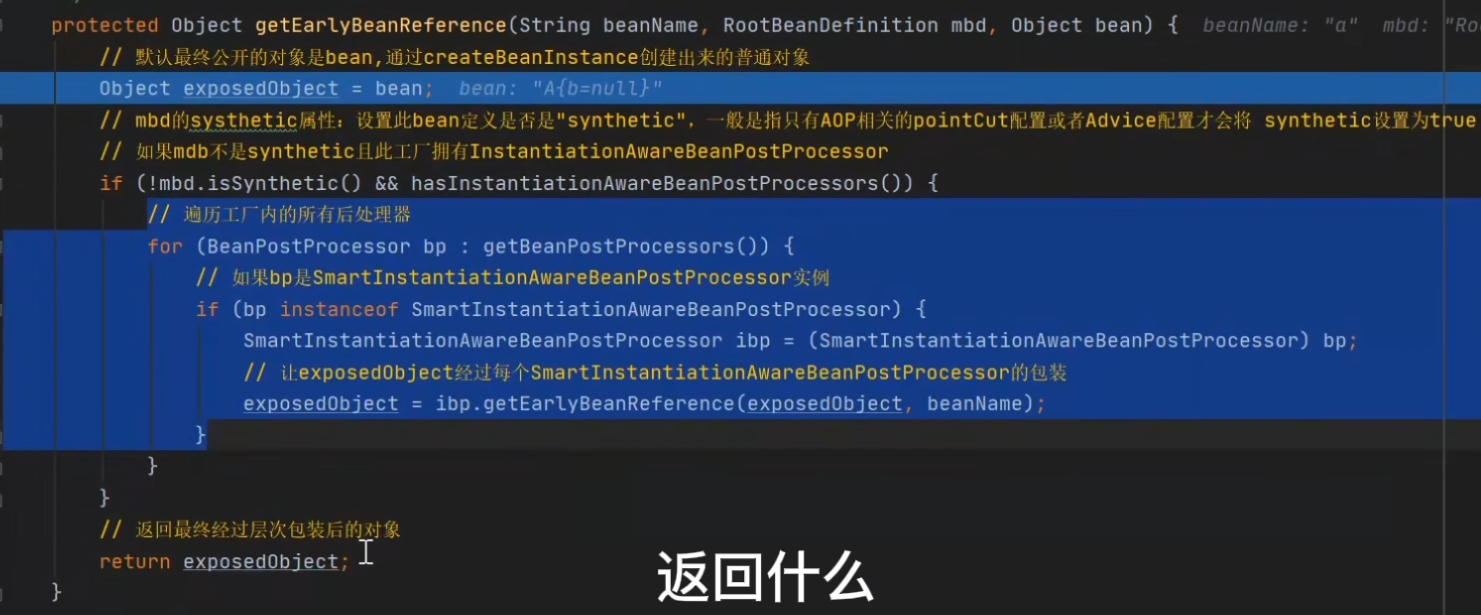 protected Object getEarlyBeanReference(String beanName, RootBeanDefinition mbd, Object bean) { beanName: "a" mbd: "Ro
// 默认最终公开的对象是bean,通过createBeanInstance创建出来的普通对象
Object exposedObject = bean; bean: "A{b=null}"
// mbd的systhetic属性：设置此bean定义是否是"synthetic"，一般是指只有AOP相关的pointCut配置或者Advice配置才会将 synthetic设置为true
// 如果mdb不是synthetic且此工厂拥有InstantiationAwareBeanPostProcessor
if (!mbd.isSynthetic() && hasInstantiationAwareBeanPostProcessors()) {
// 遍历工厂内的所有后处理器
for (BeanPostProcessor bp : getBeanPostProcessors()) {
// 如果bp是SmartInstantiationAwareBeanPostProcessor实例
if (bp instanceof SmartInstantiationAwareBeanPostProcessor) {
SmartInstantiationAwareBeanPostProcessor ibp = (SmartInstantiationAwareBeanPostProcessor) bp;
// 让exposedObject经过每个SmartInstantiationAwareBeanPostProcessor的包装
exposedObject = ibp.getEarlyBeanReference(exposedObject, beanName);
}
}
}
// 返回最终经过层次包装后的对象
return exposedObject;
返回什么
}